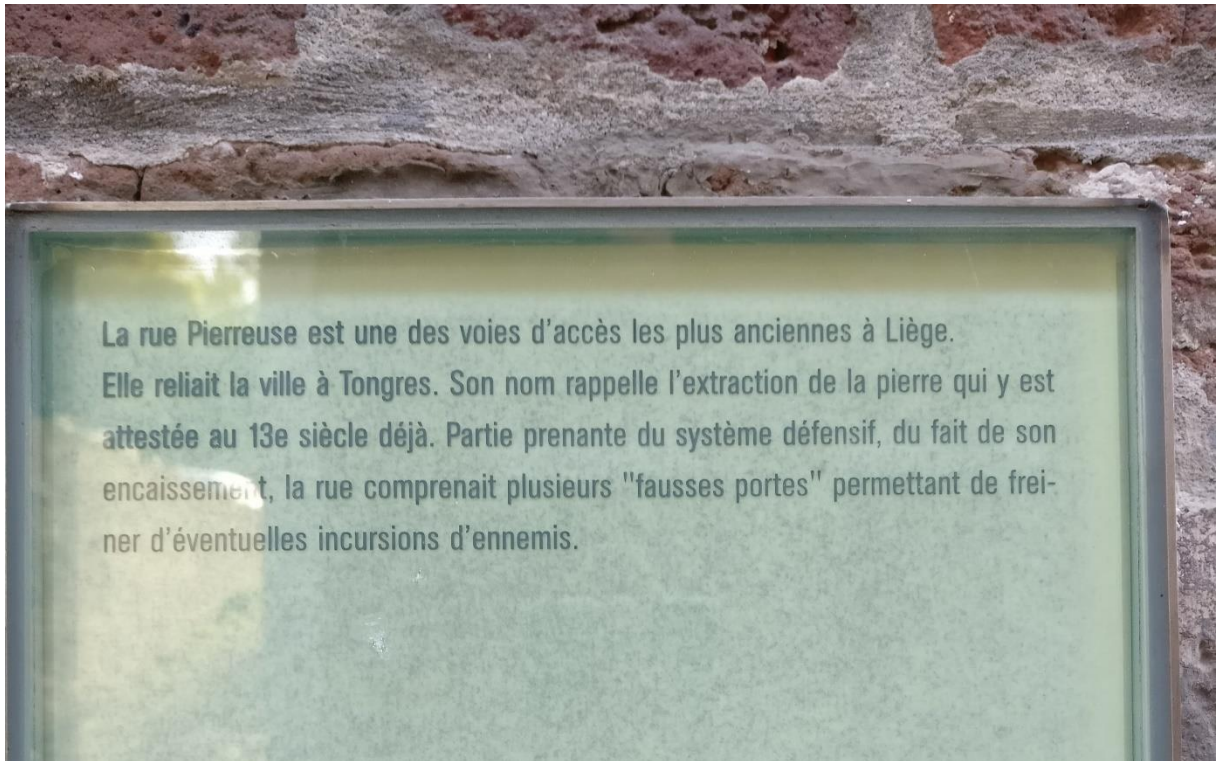 La rue Pierreuse est une des voies d'accès les plus anciennes à Liège.
Elle reliait la ville à Tongres. Son nom rappelle l'extraction de la pierre qui y est
attestée au 13e siècle déjà. Partie prenante du système défensif, du fait de son
encaissement, la rue comprenait plusieurs "fausses portes" permettant de frei-
ner d'éventuelles incursions d'ennemis.